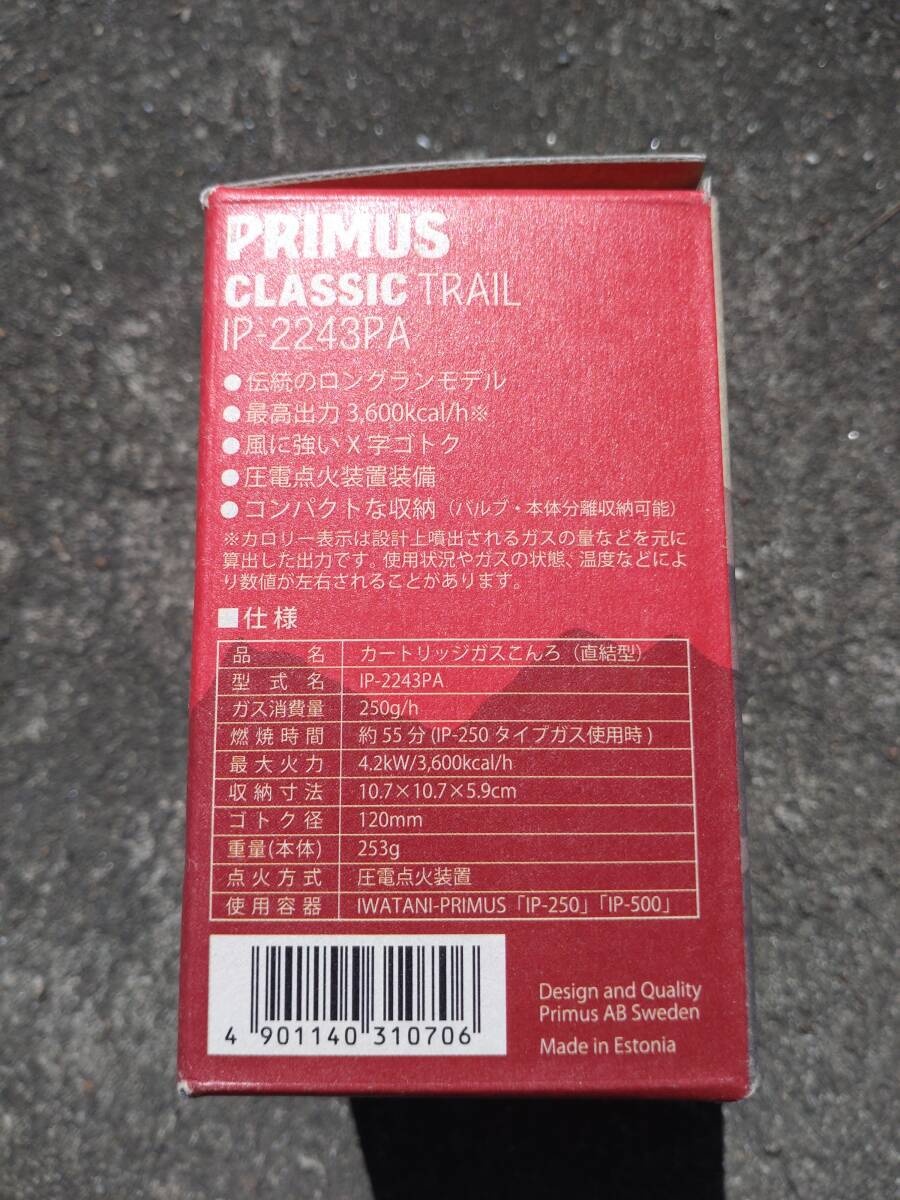 PRIMUS
CLASSIC TRAIL
IP-2243PA
●伝統のロングランモデル
●最高出力 3,600kcal/h※
●風に強い X 字ゴトク
●圧電点火装置装備
●コンパクトな収納（バルブ・本体分離収納可能）
※カロリー表示は設計上噴出されるガスの量などを元に
算出した出力です。使用状況やガスの状態、温度などによ
り数値が左右されることがあります。
■仕様
品名 カートリッジガスこんろ（直結型）
型式名 IP-2243PA
ガス消費量 250g/h
燃焼時間 約 55 分 (IP-250 タイプガス使用時 )
最大火力 4.2kW/3,600kcal/h
収納寸法 10.7×10.7×5.9cm
ゴトク径 120mm
重量(本体) 253g
点火方式 圧電点火装置
使用容器 IWATANI-PRIMUS「IP-250」「IP-500」
4 901140 310706
Design and Quality
Primus AB Sweden
Made in Estonia